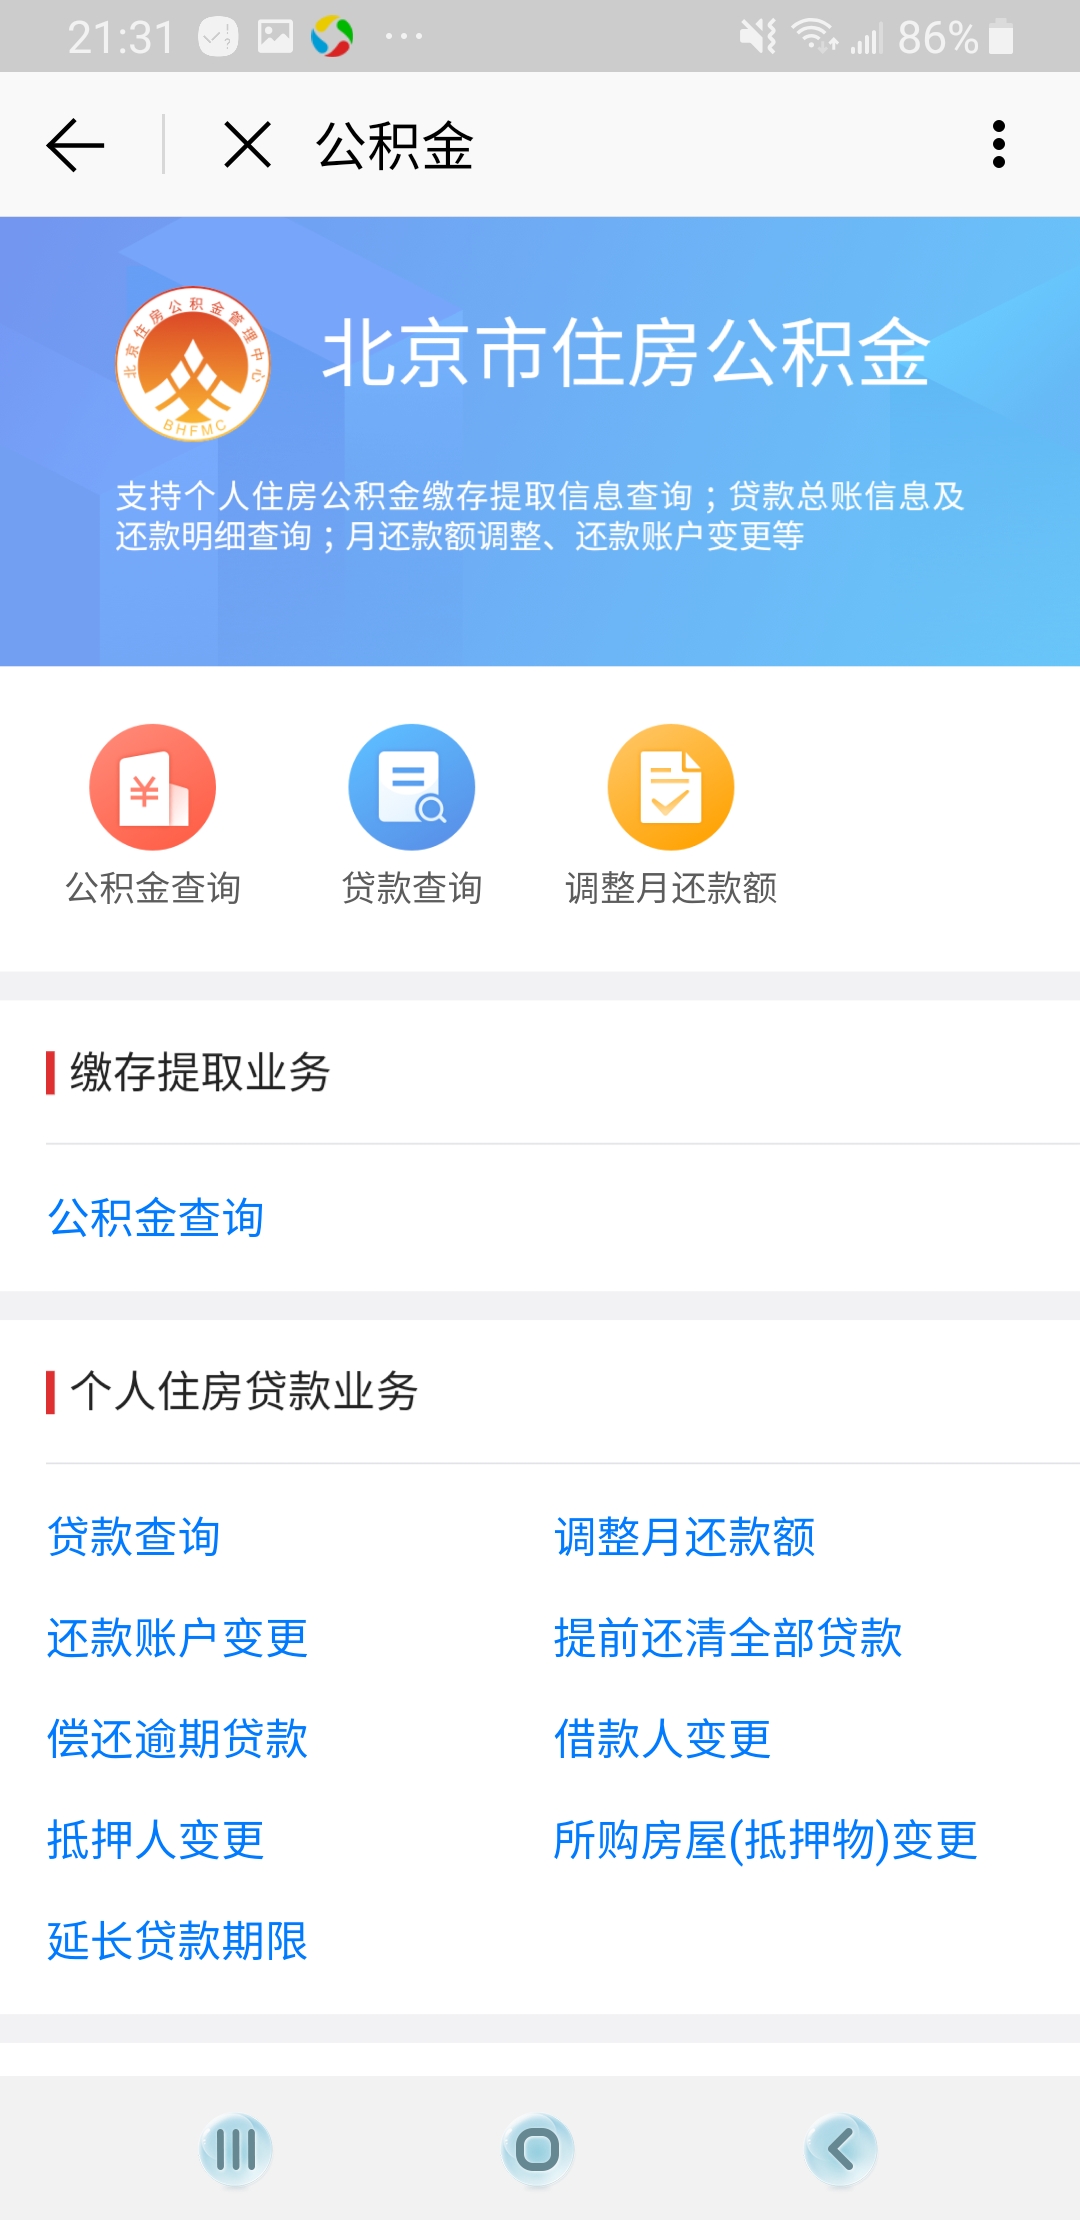 21:31
86%
公积金
北京住房公积金管理中心
BHFMC
北京市住房公积金
支持个人住房公积金缴存提取信息查询；贷款总账信息及
还款明细查询；月还款额调整、还款账户变更等
公积金查询
贷款查询
调整月还款额
缴存提取业务
公积金查询
个人住房贷款业务
贷款查询
调整月还款额
还款账户变更
提前还清全部贷款
偿还逾期贷款
借款人变更
抵押人变更
所购房屋(抵押物)变更
延长贷款期限